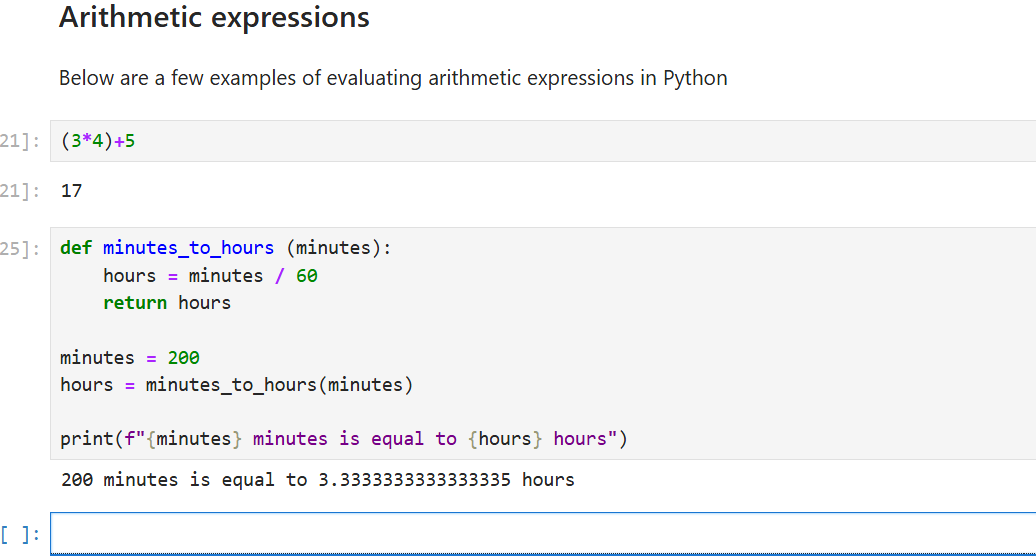 Arithmetic expressions
Below are a few examples of evaluating arithmetic expressions in Python
21]: (3*4)+5
21]: 17
25]: def minutes_to_hours (minutes):
    hours = minutes / 60
    return hours

minutes = 200
hours = minutes_to_hours(minutes)

print(f"{minutes} minutes is equal to {hours} hours")
200 minutes is equal to 3.3333333333333335 hours
[ ]: